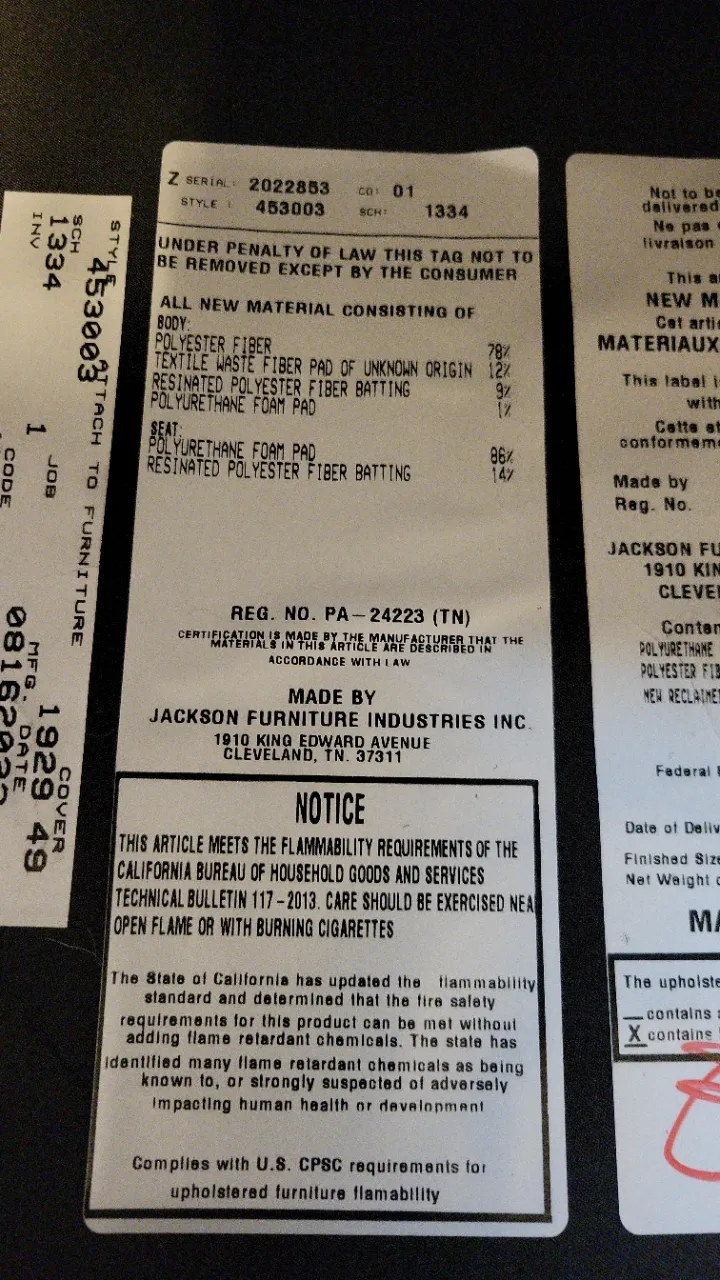 STYLE
453003
ATTACH TO FURNITURE
SCH
1334
INV
1
JOB
CODE
MFG. DATE
COVER
1929 49
Z SERIAL: 2022853 CO: 01
STYLE : 453003 SCH: 1334
UNDER PENALTY OF LAW THIS TAG NOT TO
BE REMOVED EXCEPT BY THE CONSUMER
ALL NEW MATERIAL CONSISTING OF
BODY:
POLYESTER FIBER 78%
TEXTILE WASTE FIBER PAD OF UNKNOWN ORIGIN 12%
RESINATED POLYESTER FIBER BATTING 9%
POLYURETHANE FOAM PAD 1%
SEAT:
POLYURETHANE FOAM PAD 86%
RESINATED POLYESTER FIBER BATTING 14%
REG. NO. PA-24223 (TN)
CERTIFICATION IS MADE BY THE MANUFACTURER THAT THE
MATERIALS IN THIS ARTICLE ARE DESCRIBED IN
ACCORDANCE WITH LAW
MADE BY
JACKSON FURNITURE INDUSTRIES INC.
1910 KING EDWARD AVENUE
CLEVELAND, TN. 37311
NOTICE
THIS ARTICLE MEETS THE FLAMMABILITY REQUIREMENTS OF THE
CALIFORNIA BUREAU OF HOUSEHOLD GOODS AND SERVICES
TECHNICAL BULLETIN 117-2013. CARE SHOULD BE EXERCISED NEA
OPEN FLAME OR WITH BURNING CIGARETTES
The State of California has updated the flammability
standard and determined that the fire safety
requirements for this product can be met without
adding flame retardant chemicals. The state has
identified many flame retardant chemicals as being
known to, or strongly suspected of adversely
impacting human health or development
Complies with U.S. CPSC requirements for
upholstered furniture flamability
Not to be
delivered
Ne pas
livraison
This
NEW M
Cet arti
MATERIAUX
This label i
with
Cette
conformem
Made by
Reg. No.
JACKSON FU
1910 KIN
CLEVE
Conten
POLYURETHANE
POLYESTER FIB
NEW RECLAIME
Federal
Date of Deliv
Finished Size
Net Weight
MA
The upholste
contains
X contains